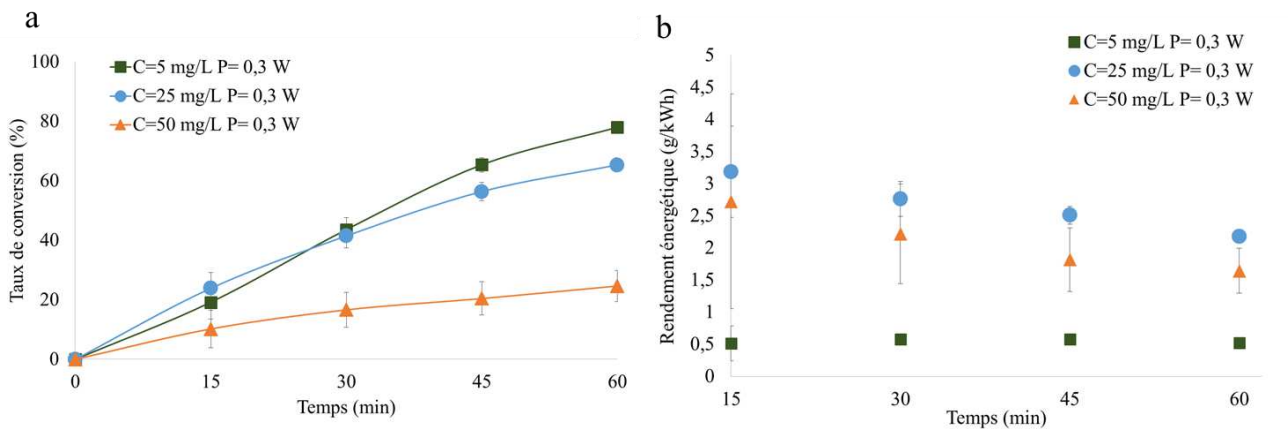 a
C=5 mg/L P= 0,3 W
C=25 mg/L P= 0,3 W
C=50 mg/L P= 0,3 W
Taux de conversion (%)
100
80
60
40
20
0
0 15 30 45 60
Temps (min)
b
C=5 mg/L P= 0,3 W
C=25 mg/L P= 0,3 W
C=50 mg/L P= 0,3 W
Rendement énergétique (g/kWh)
5
4,5
4
3,5
3
2,5
2
1,5
1
0,5
0
15 30 45 60
Temps (min)